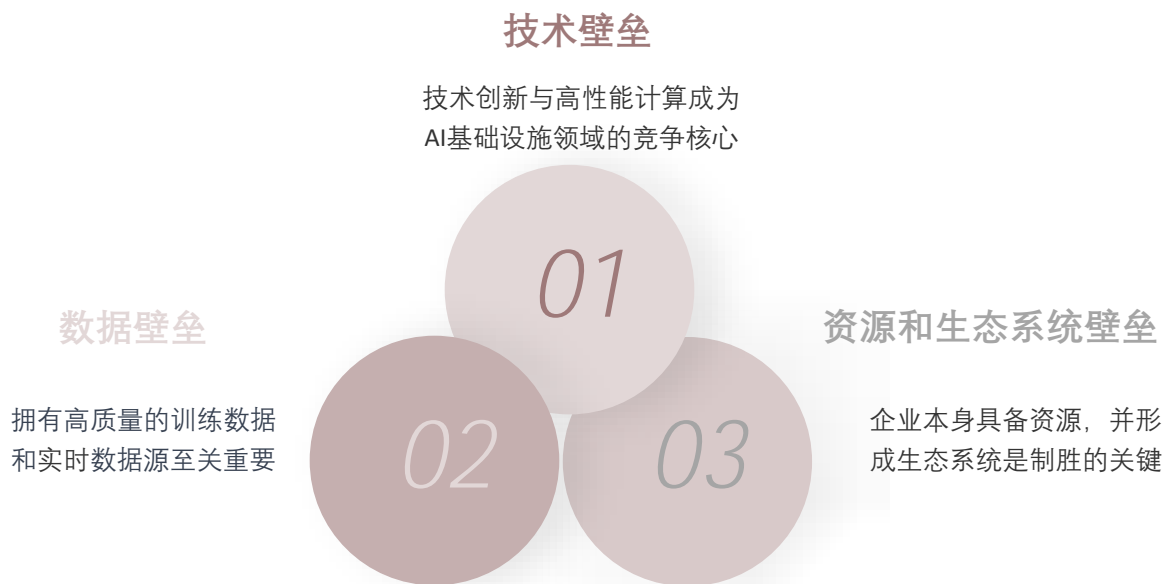 技术壁垒
技术创新与高性能计算成为
AI基础设施领域的竞争核心
01
数据壁垒
拥有高质量的训练数据
和实时数据源至关重要
02
资源和生态系统壁垒
企业本身具备资源，并形
成生态系统是制胜的关键
03